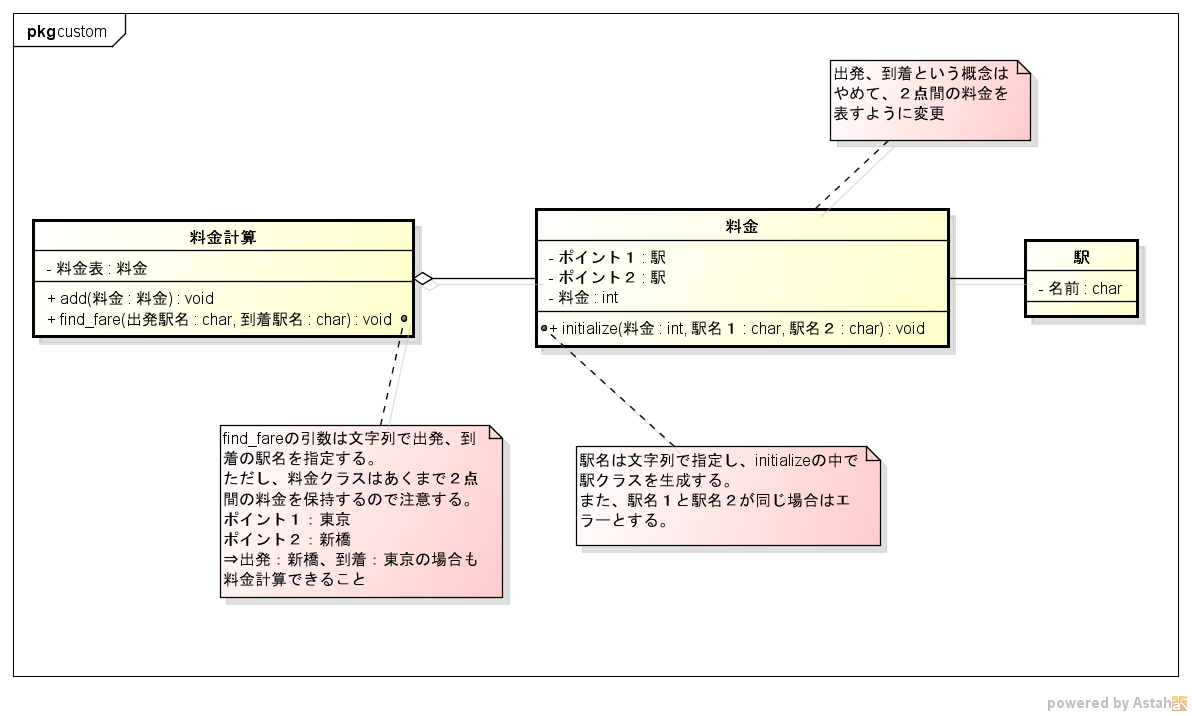 pkg custom
出発、到着という概念は
やめて、２点間の料金を
表すように変更
料金計算
- 料金表 : 料金
+ add(料金 : 料金) : void
+ find_fare(出発駅名 : char, 到着駅名 : char) : void
料金
- ポイント１ : 駅
- ポイント２ : 駅
- 料金 : int
+ initialize(料金 : int, 駅名１ : char, 駅名２ : char) : void
駅
- 名前 : char
find_fareの引数は文字列で出発、到
着の駅名を指定する。
ただし、料金クラスはあくまで２点
間の料金を保持するので注意する。
ポイント１：東京
ポイント２：新橋
⇒出発：新橋、到着：東京の場合も
料金計算できること
駅名は文字列で指定し、initializeの中で
駅クラスを生成する。
また、駅名１と駅名２が同じ場合はエ
ラーとする。
powered by Astah